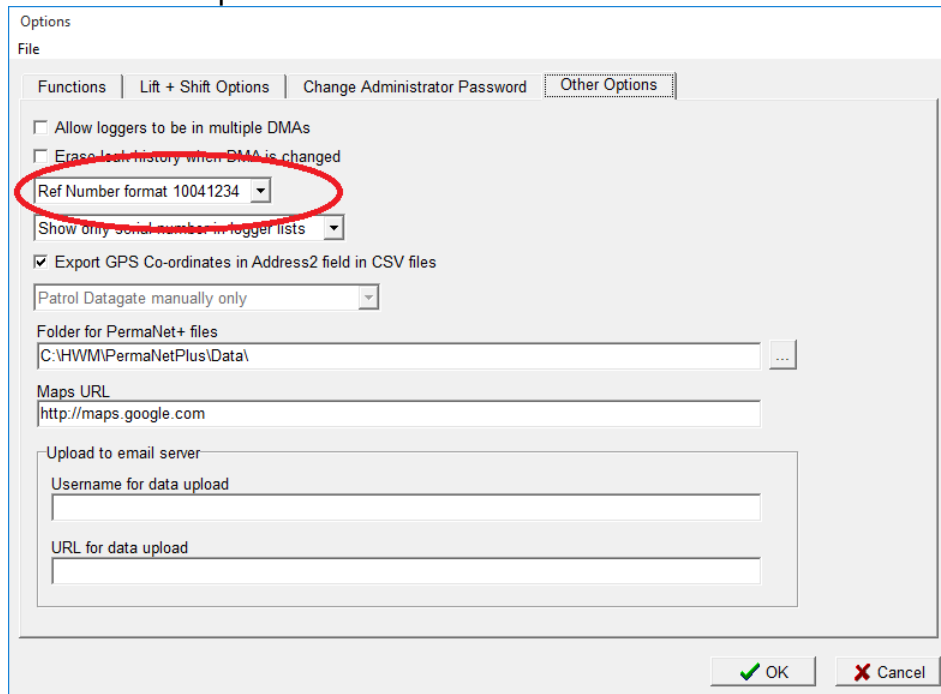 Options
File
Functions Lift + Shift Options Change Administrator Password Other Options
Allow loggers to be in multiple DMAs
Erase leak history when DMA is changed
Ref Number format 10041234
Show only serial number in logger lists
Export GPS Co-ordinates in Address2 field in CSV files
Patrol Datagate manually only
Folder for PermaNet+ files
C:\HWM\PermaNetPlus\Data\
...
Maps URL
http://maps.google.com
Upload to email server
Username for data upload
URL for data upload
OK Cancel